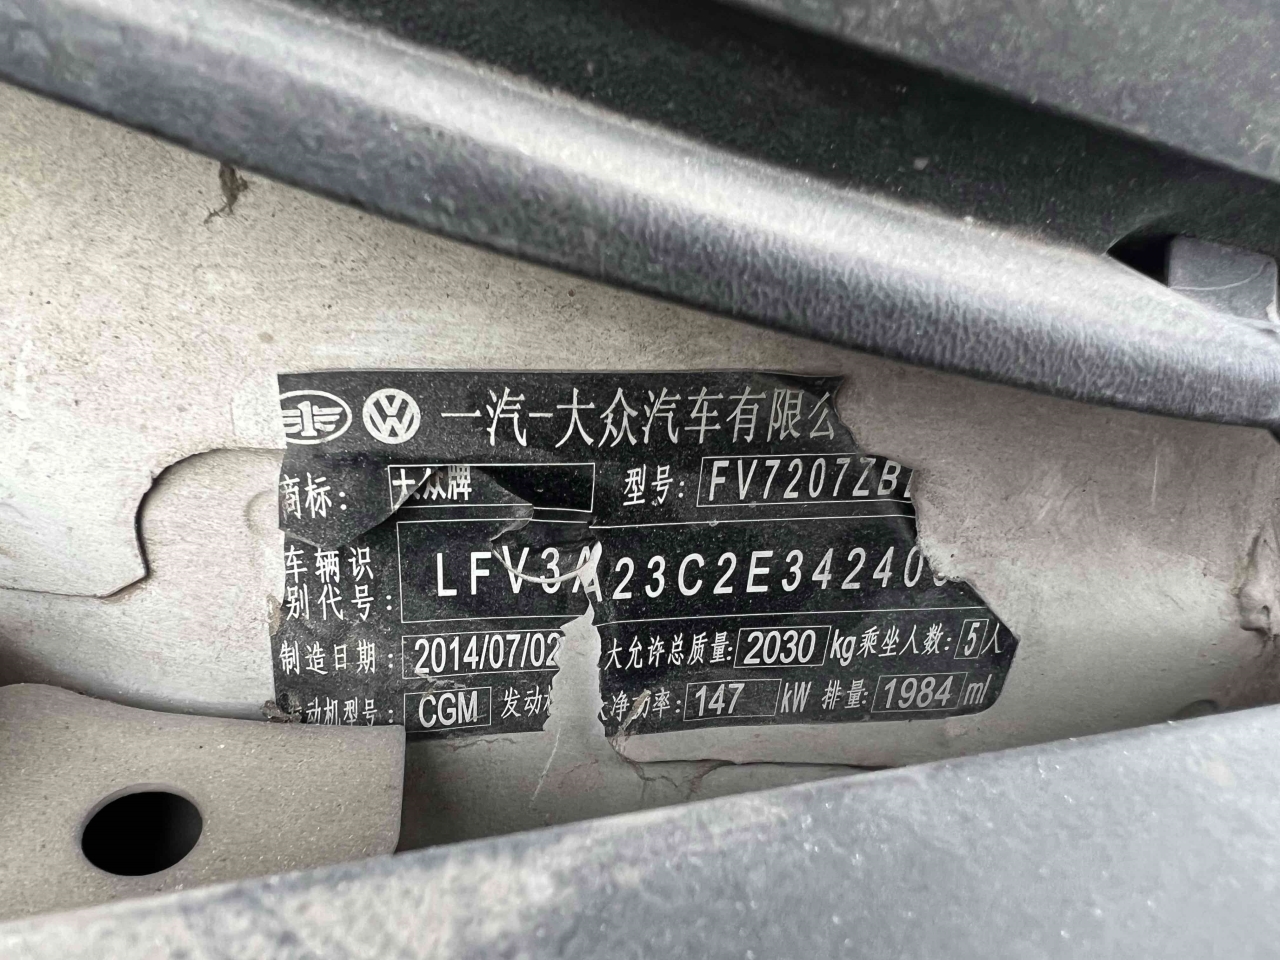 一汽-大众汽车有限公
商标: 大众牌 型号: FV7207ZB
车辆识别代号: LFV3A23C2E34240
制造日期: 2014/07/02 大允许总质量: 2030 kg 乘坐人数: 5 人
动机型号: CGM 发动机 净功率: 147 kW 排量: 1984 ml